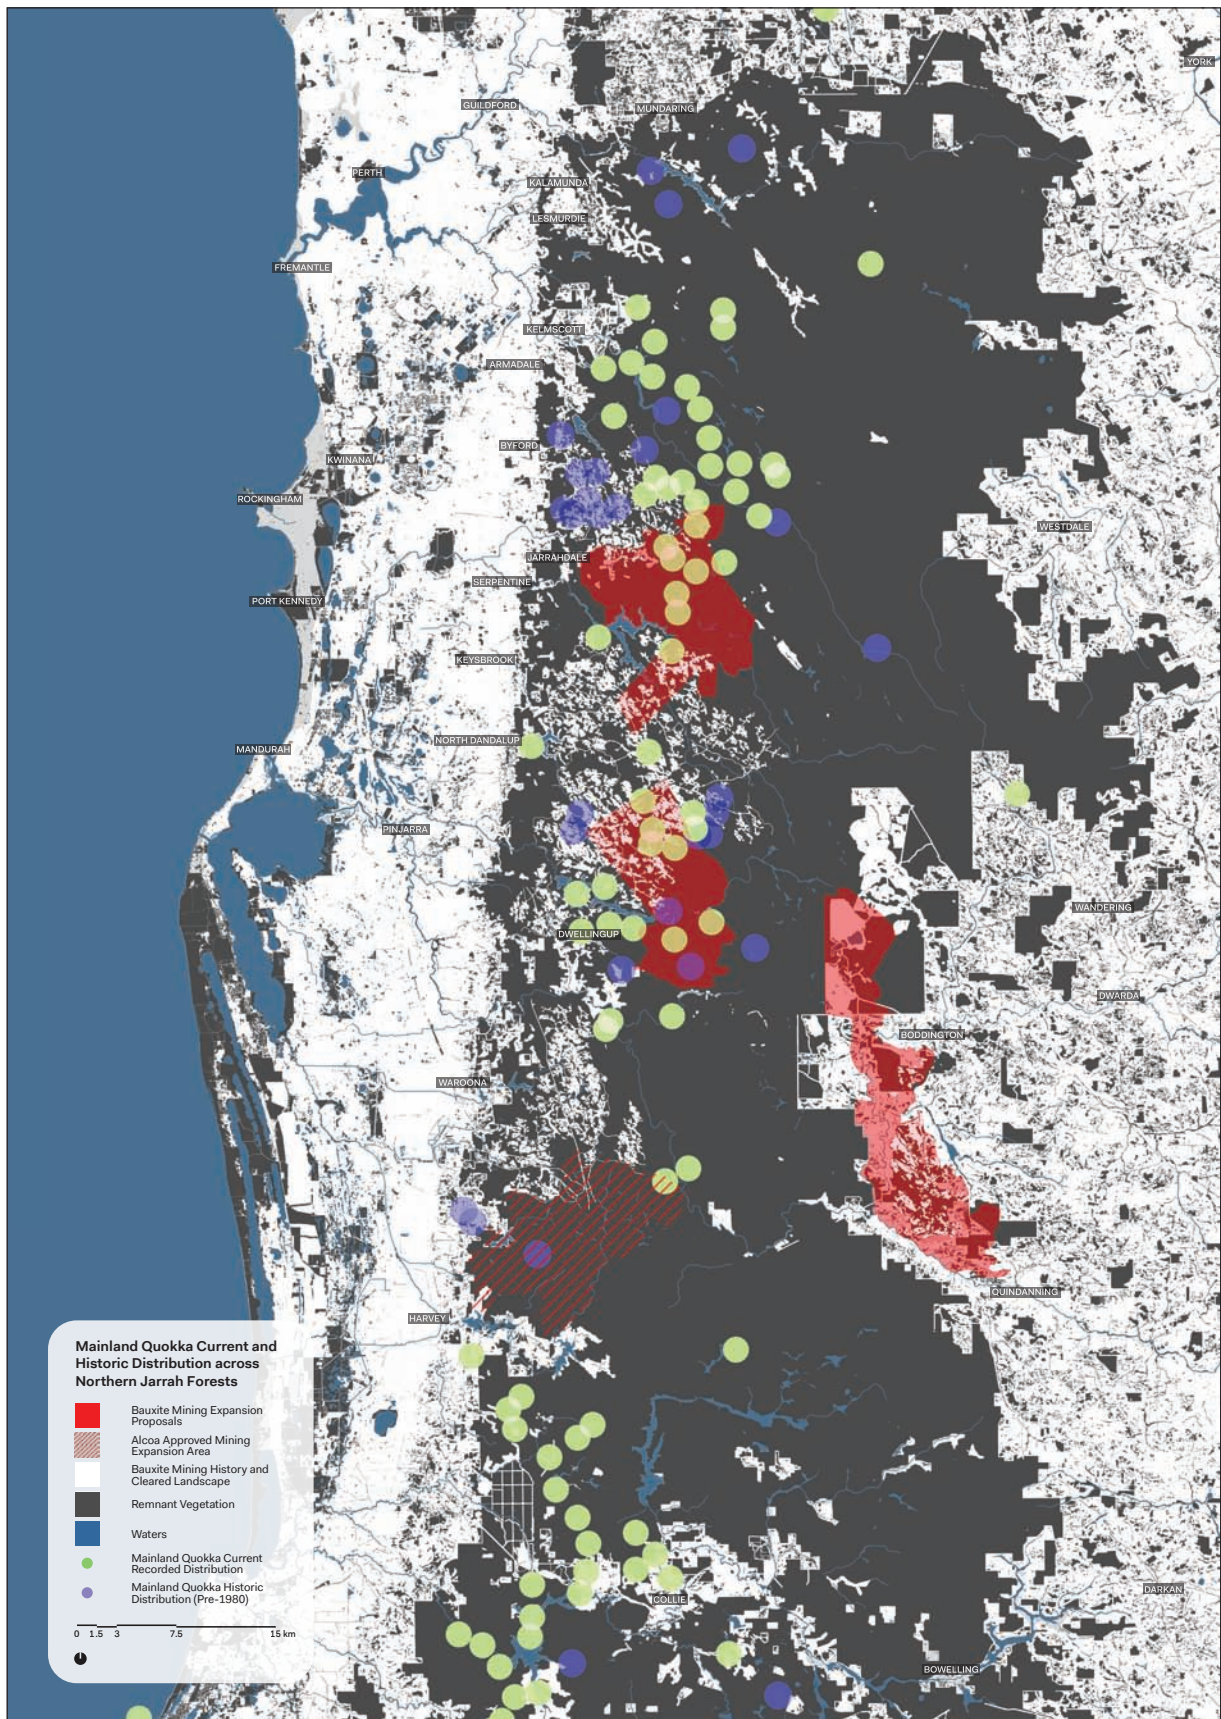 YORK
GUILDFORD
MUNDARING
PERTH
KALAMUNDA
LESMURDIE
FREMANTLE
KELMSCOTT
ARMADALE
BYFORD
KWINANA
ROCKINGHAM
WESTDALE
JARRAHDALE
SERPENTINE
PORT KENNEDY
KEYSBROOK
NORTH DANDALUP
MANDURAH
PINJARRA
WANDERING
DWELLINGUP
DWARDA
BODDINGTON
WAROONA
QUINDANNING
HARVEY
Mainland Quokka Current and
Historic Distribution across
Northern Jarrah Forests
Bauxite Mining Expansion
Proposals
Alcoa Approved Mining
Expansion Area
Bauxite Mining History and
Cleared Landscape
Remnant Vegetation
Waters
Mainland Quokka Current
Recorded Distribution
Mainland Quokka Historic
Distribution (Pre-1980)
0 1.5 3 7.5 15 km
DARKAN
COLLIE
BOWELLING